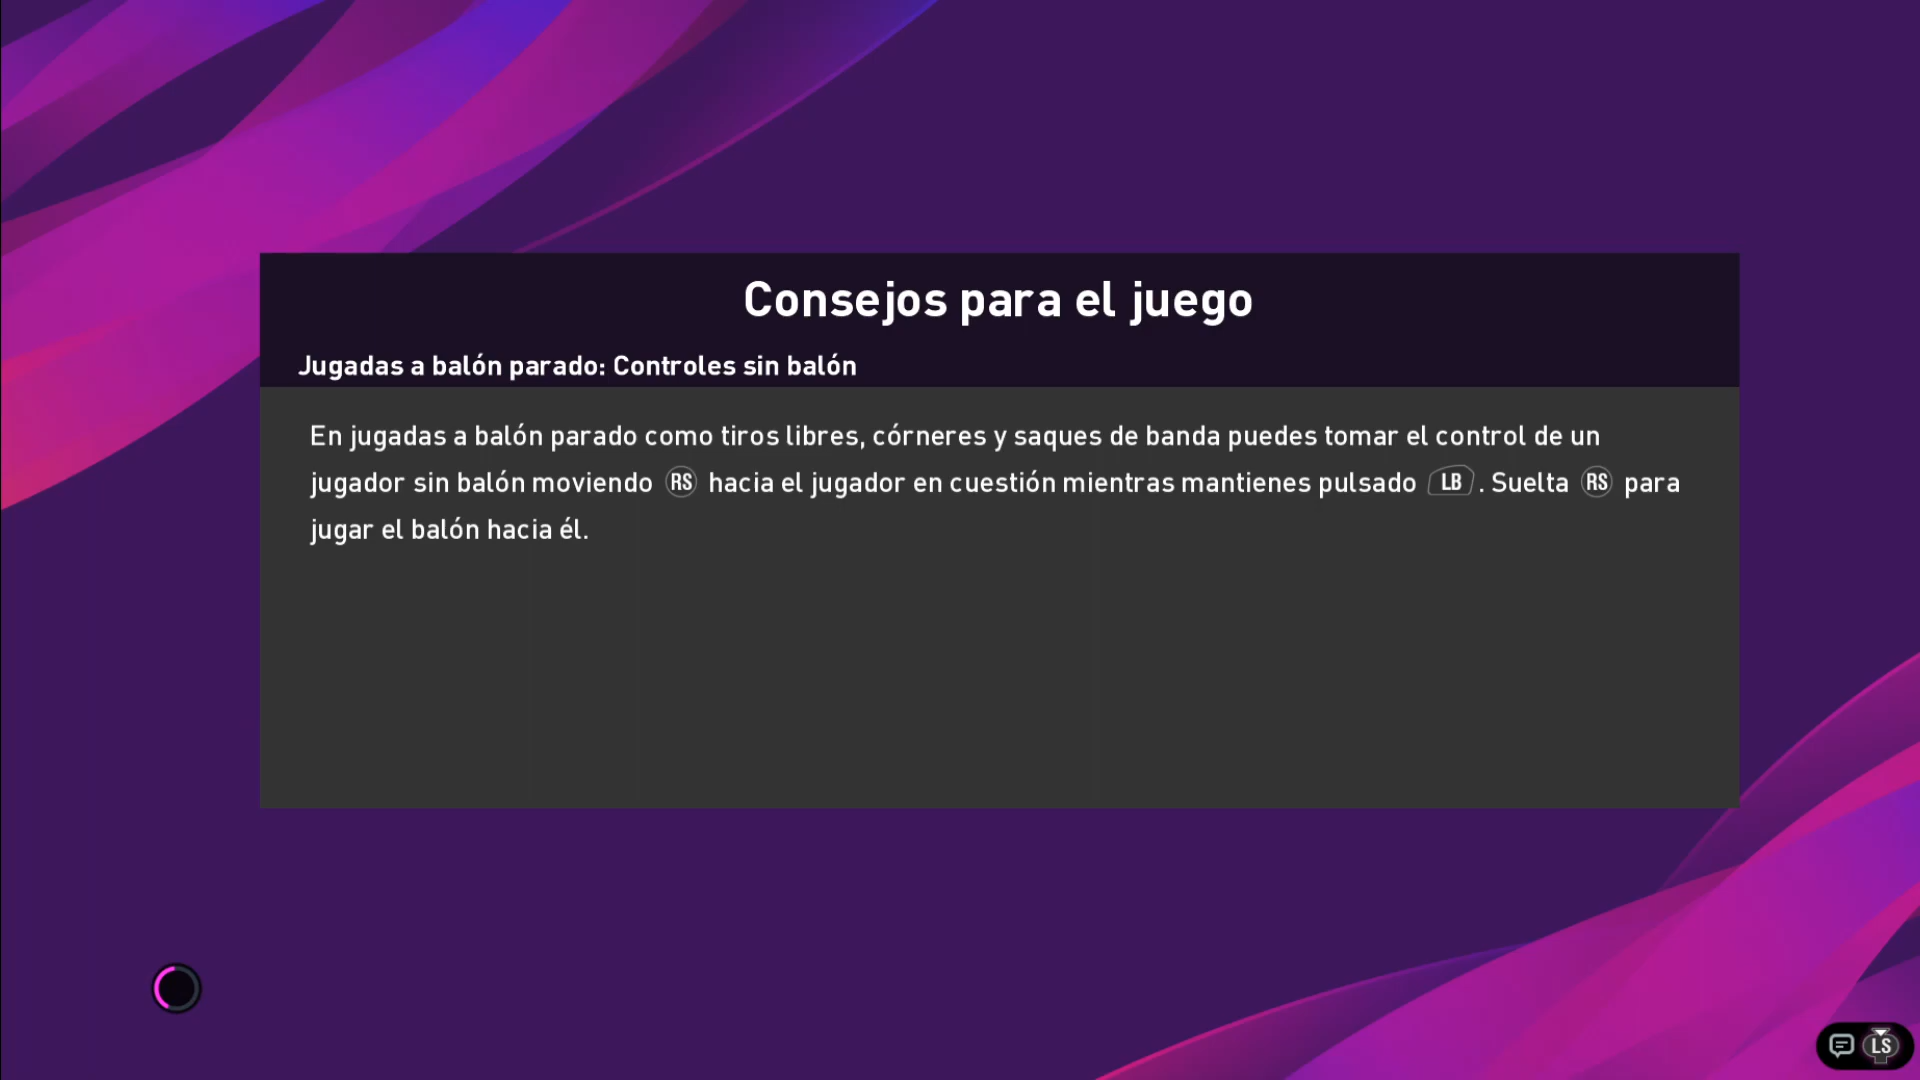 Consejos para el juego
Jugadas a balón parado: Controles sin balón
En jugadas a balón parado como tiros libres, córneres y saques de banda puedes tomar el control de un
jugador sin balón moviendo RS hacia el jugador en cuestión mientras mantienes pulsado LB. Suelta RS para
jugar el balón hacia él.
LS